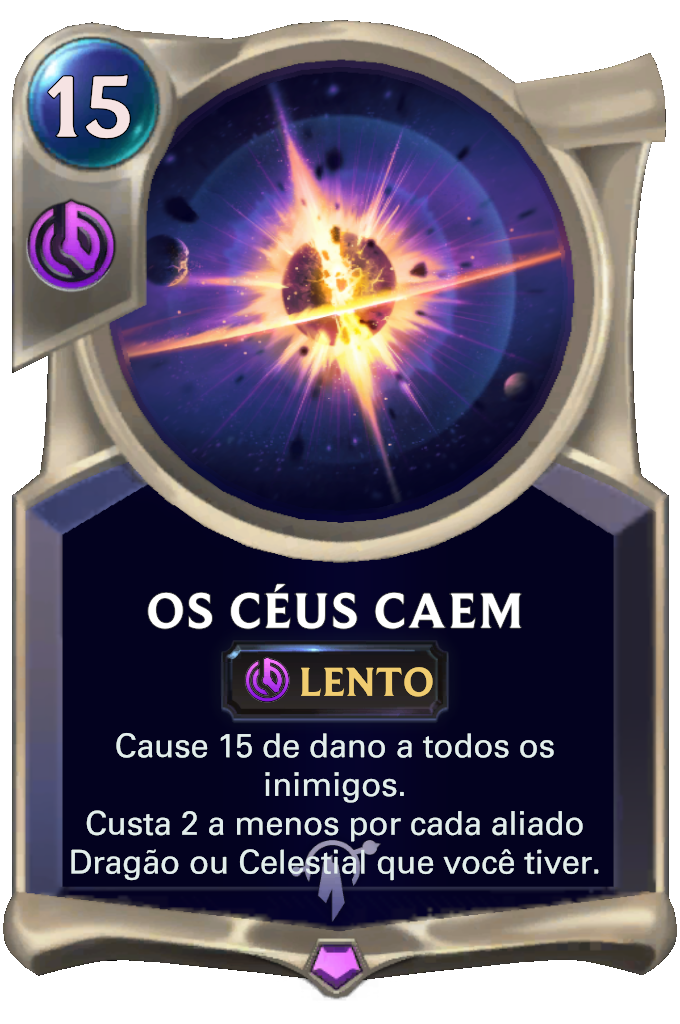 15
OS CÉUS CAEM
LENTO
Cause 15 de dano a todos os
inimigos.
Custa 2 a menos por cada aliado
Dragão ou Celestial que você tiver.